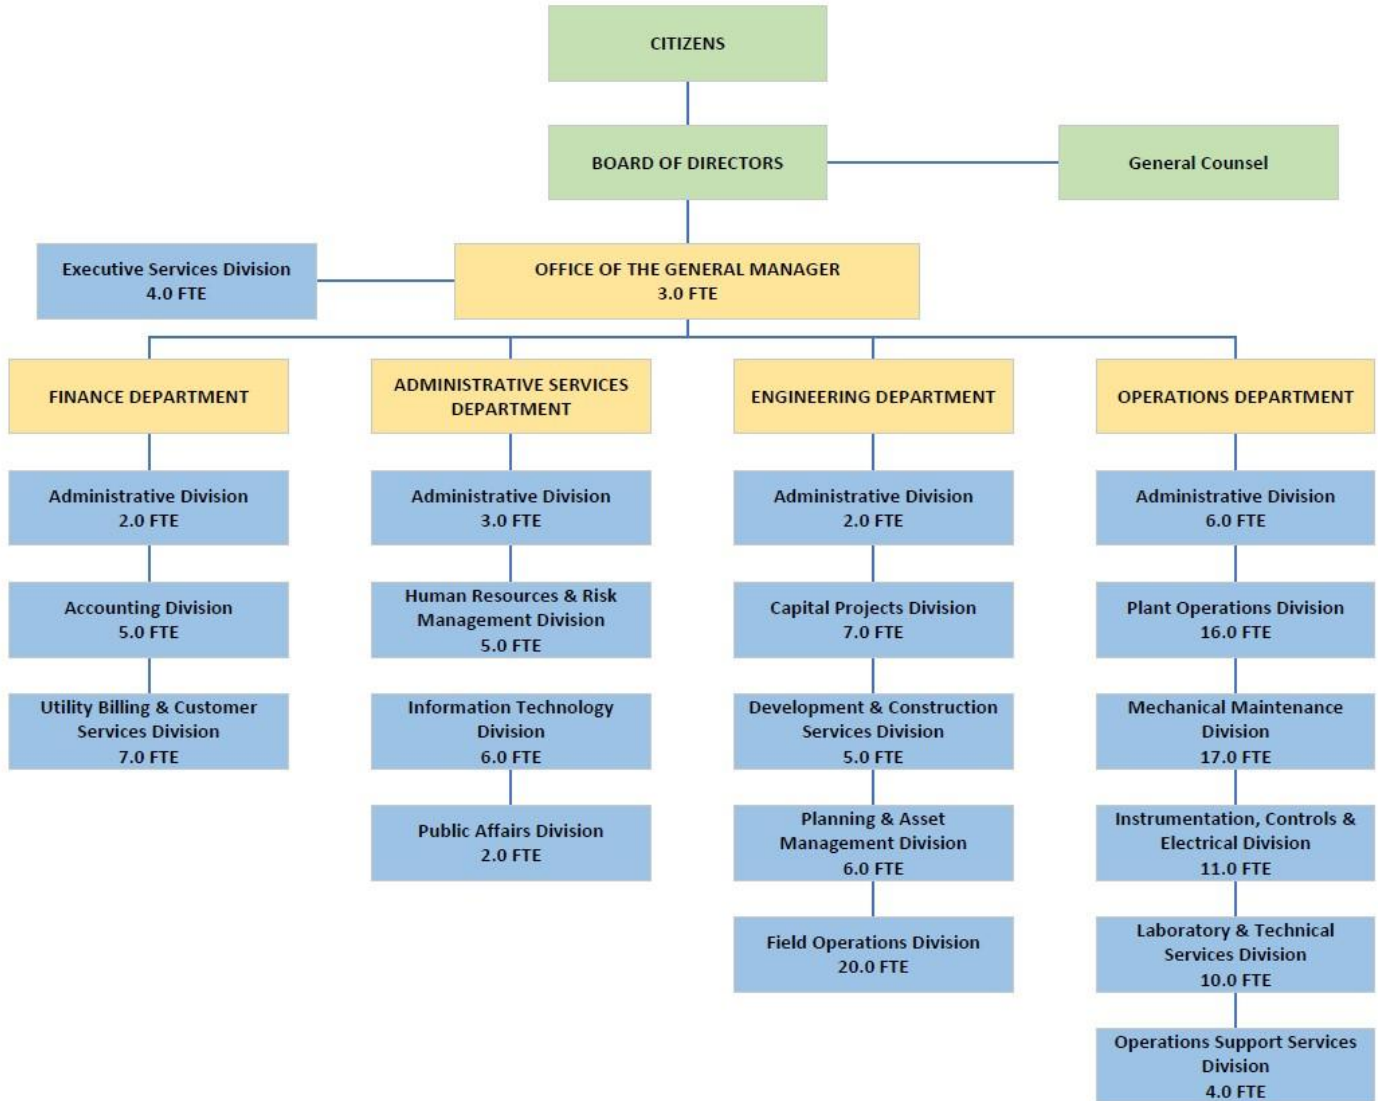 CITIZENS
BOARD OF DIRECTORS
General Counsel
Executive Services Division
4.0 FTE
OFFICE OF THE GENERAL MANAGER
3.0 FTE
FINANCE DEPARTMENT
Administrative Division
2.0 FTE
Accounting Division
5.0 FTE
Utility Billing & Customer
Services Division
7.0 FTE
ADMINISTRATIVE SERVICES
DEPARTMENT
Administrative Division
3.0 FTE
Human Resources & Risk
Management Division
5.0 FTE
Information Technology
Division
6.0 FTE
Public Affairs Division
2.0 FTE
ENGINEERING DEPARTMENT
Administrative Division
2.0 FTE
Capital Projects Division
7.0 FTE
Development & Construction
Services Division
5.0 FTE
Planning & Asset
Management Division
6.0 FTE
Field Operations Division
20.0 FTE
OPERATIONS DEPARTMENT
Administrative Division
6.0 FTE
Plant Operations Division
16.0 FTE
Mechanical Maintenance
Division
17.0 FTE
Instrumentation, Controls &
Electrical Division
11.0 FTE
Laboratory & Technical
Services Division
10.0 FTE
Operations Support Services
Division
4.0 FTE